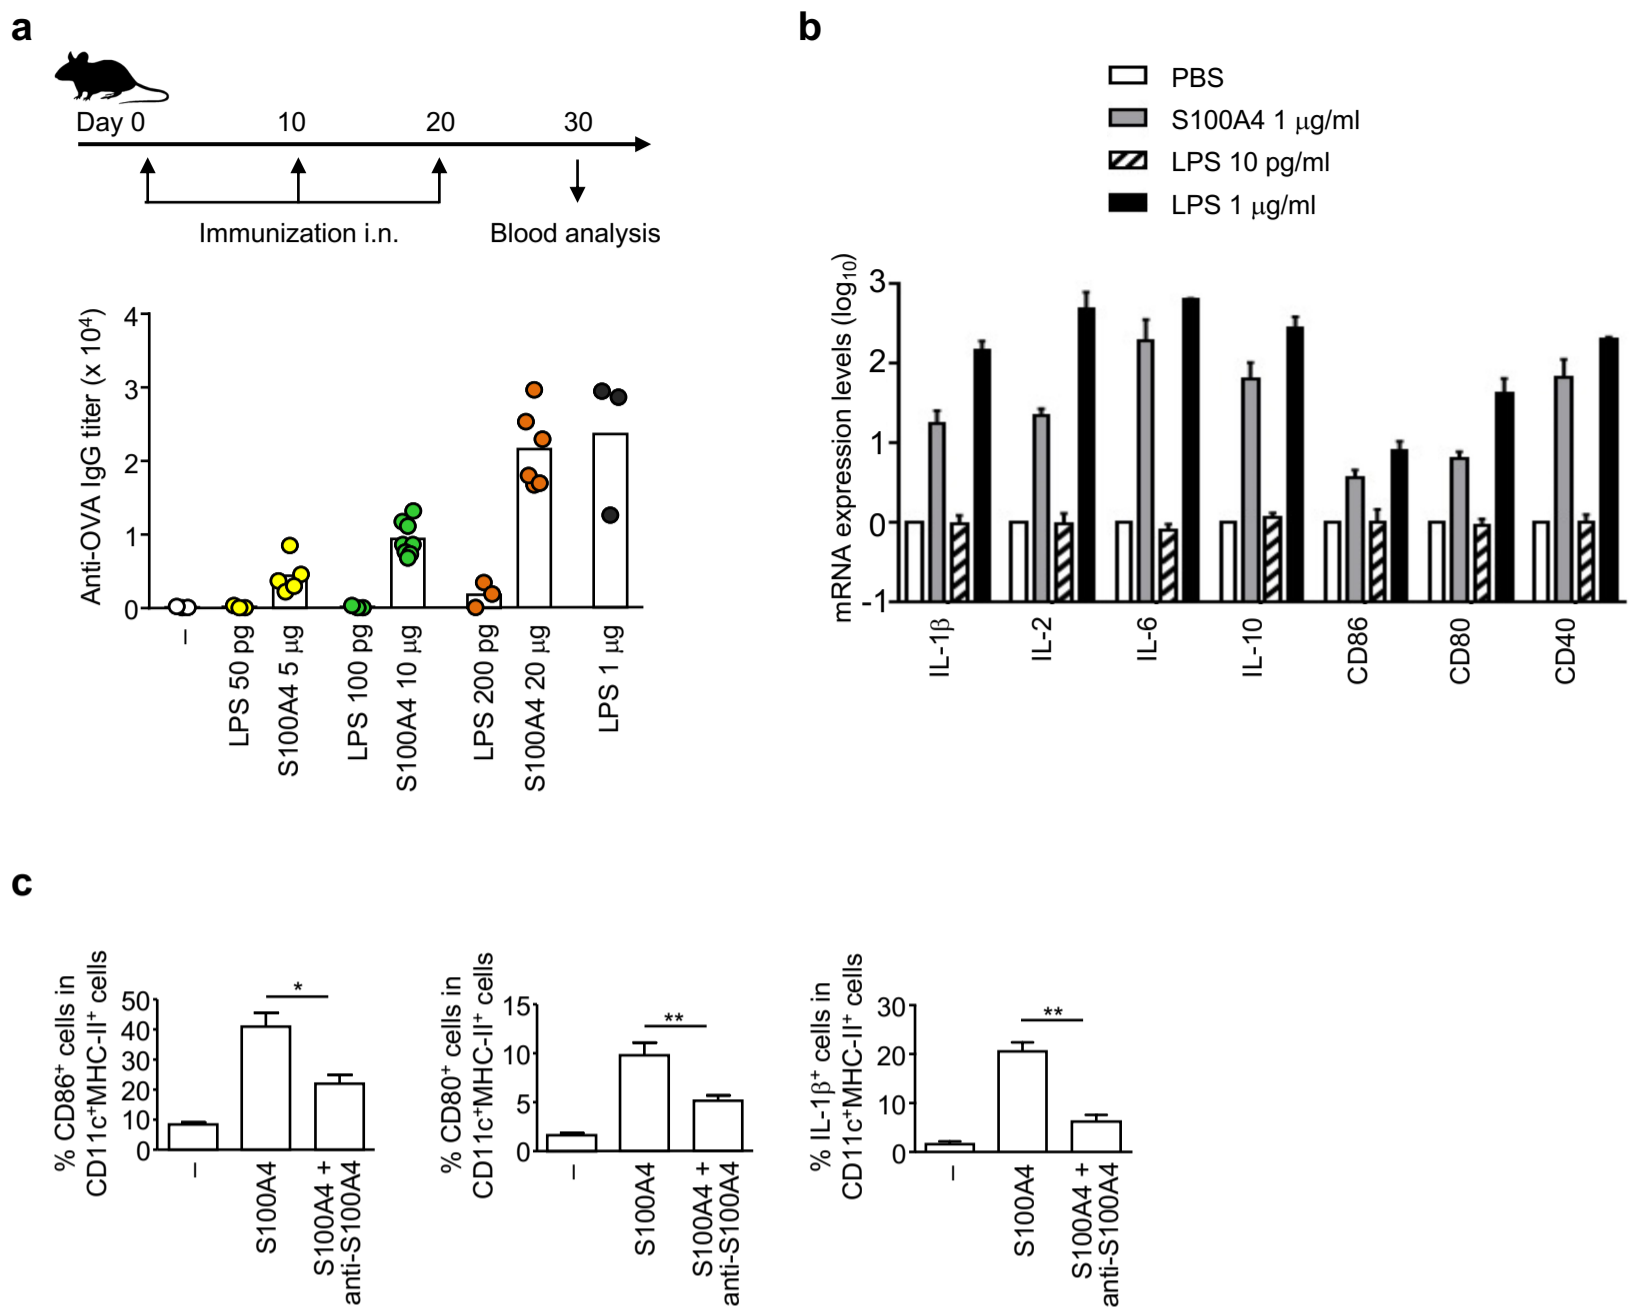 a
Day 0 10 20 30
Immunization i.n. Blood analysis
Anti-OVA IgG titer (x 10⁴)
4
3
2
1
0
–
LPS 50 pg
S100A4 5 μg
LPS 100 pg
S100A4 10 μg
LPS 200 pg
S100A4 20 μg
LPS 1 μg
b
PBS
S100A4 1 μg/ml
LPS 10 pg/ml
LPS 1 μg/ml
mRNA expression levels (log₁₀)
3
2
1
0
-1
IL-1β
IL-2
IL-6
IL-10
CD86
CD80
CD40
c
% CD86⁺ cells in
CD11c⁺MHC-II⁺ cells
50
40
30
20
10
0
*
–
S100A4
S100A4 +
anti-S100A4
% CD80⁺ cells in
CD11c⁺MHC-II⁺ cells
15
10
5
0
**
–
S100A4
S100A4 +
anti-S100A4
% IL-1β⁺ cells in
CD11c⁺MHC-II⁺ cells
30
20
10
0
**
–
S100A4
S100A4 +
anti-S100A4